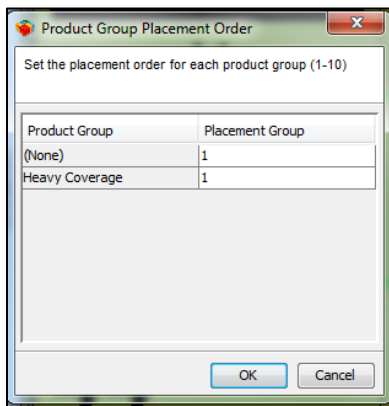 Product Group Placement Order
Set the placement order for each product group (1-10)
Product Group Placement Group
(None) 1
Heavy Coverage 1
OK Cancel